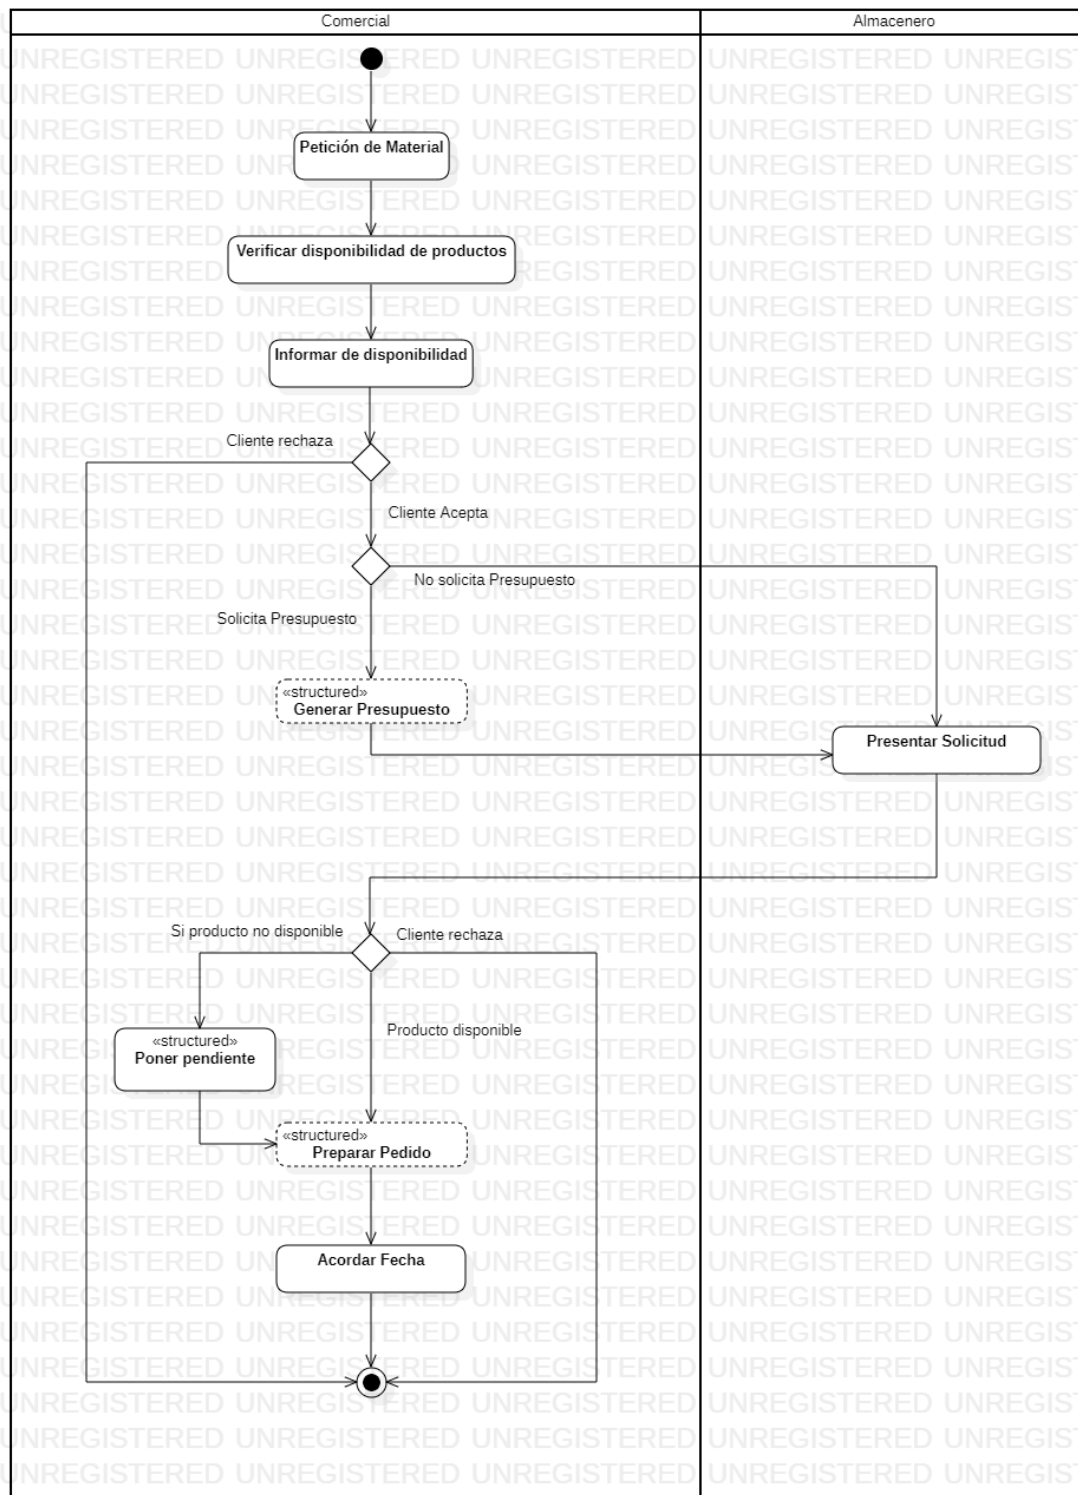 Comercial
Almacenero
Petición de Material
Verificar disponibilidad de productos
Informar de disponibilidad
Cliente rechaza
Cliente Acepta
No solicita Presupuesto
Solicita Presupuesto
«structured»
Generar Presupuesto
Presentar Solicitud
Si producto no disponible
Cliente rechaza
Producto disponible
«structured»
Poner pendiente
«structured»
Preparar Pedido
Acordar Fecha
UNREGISTERED